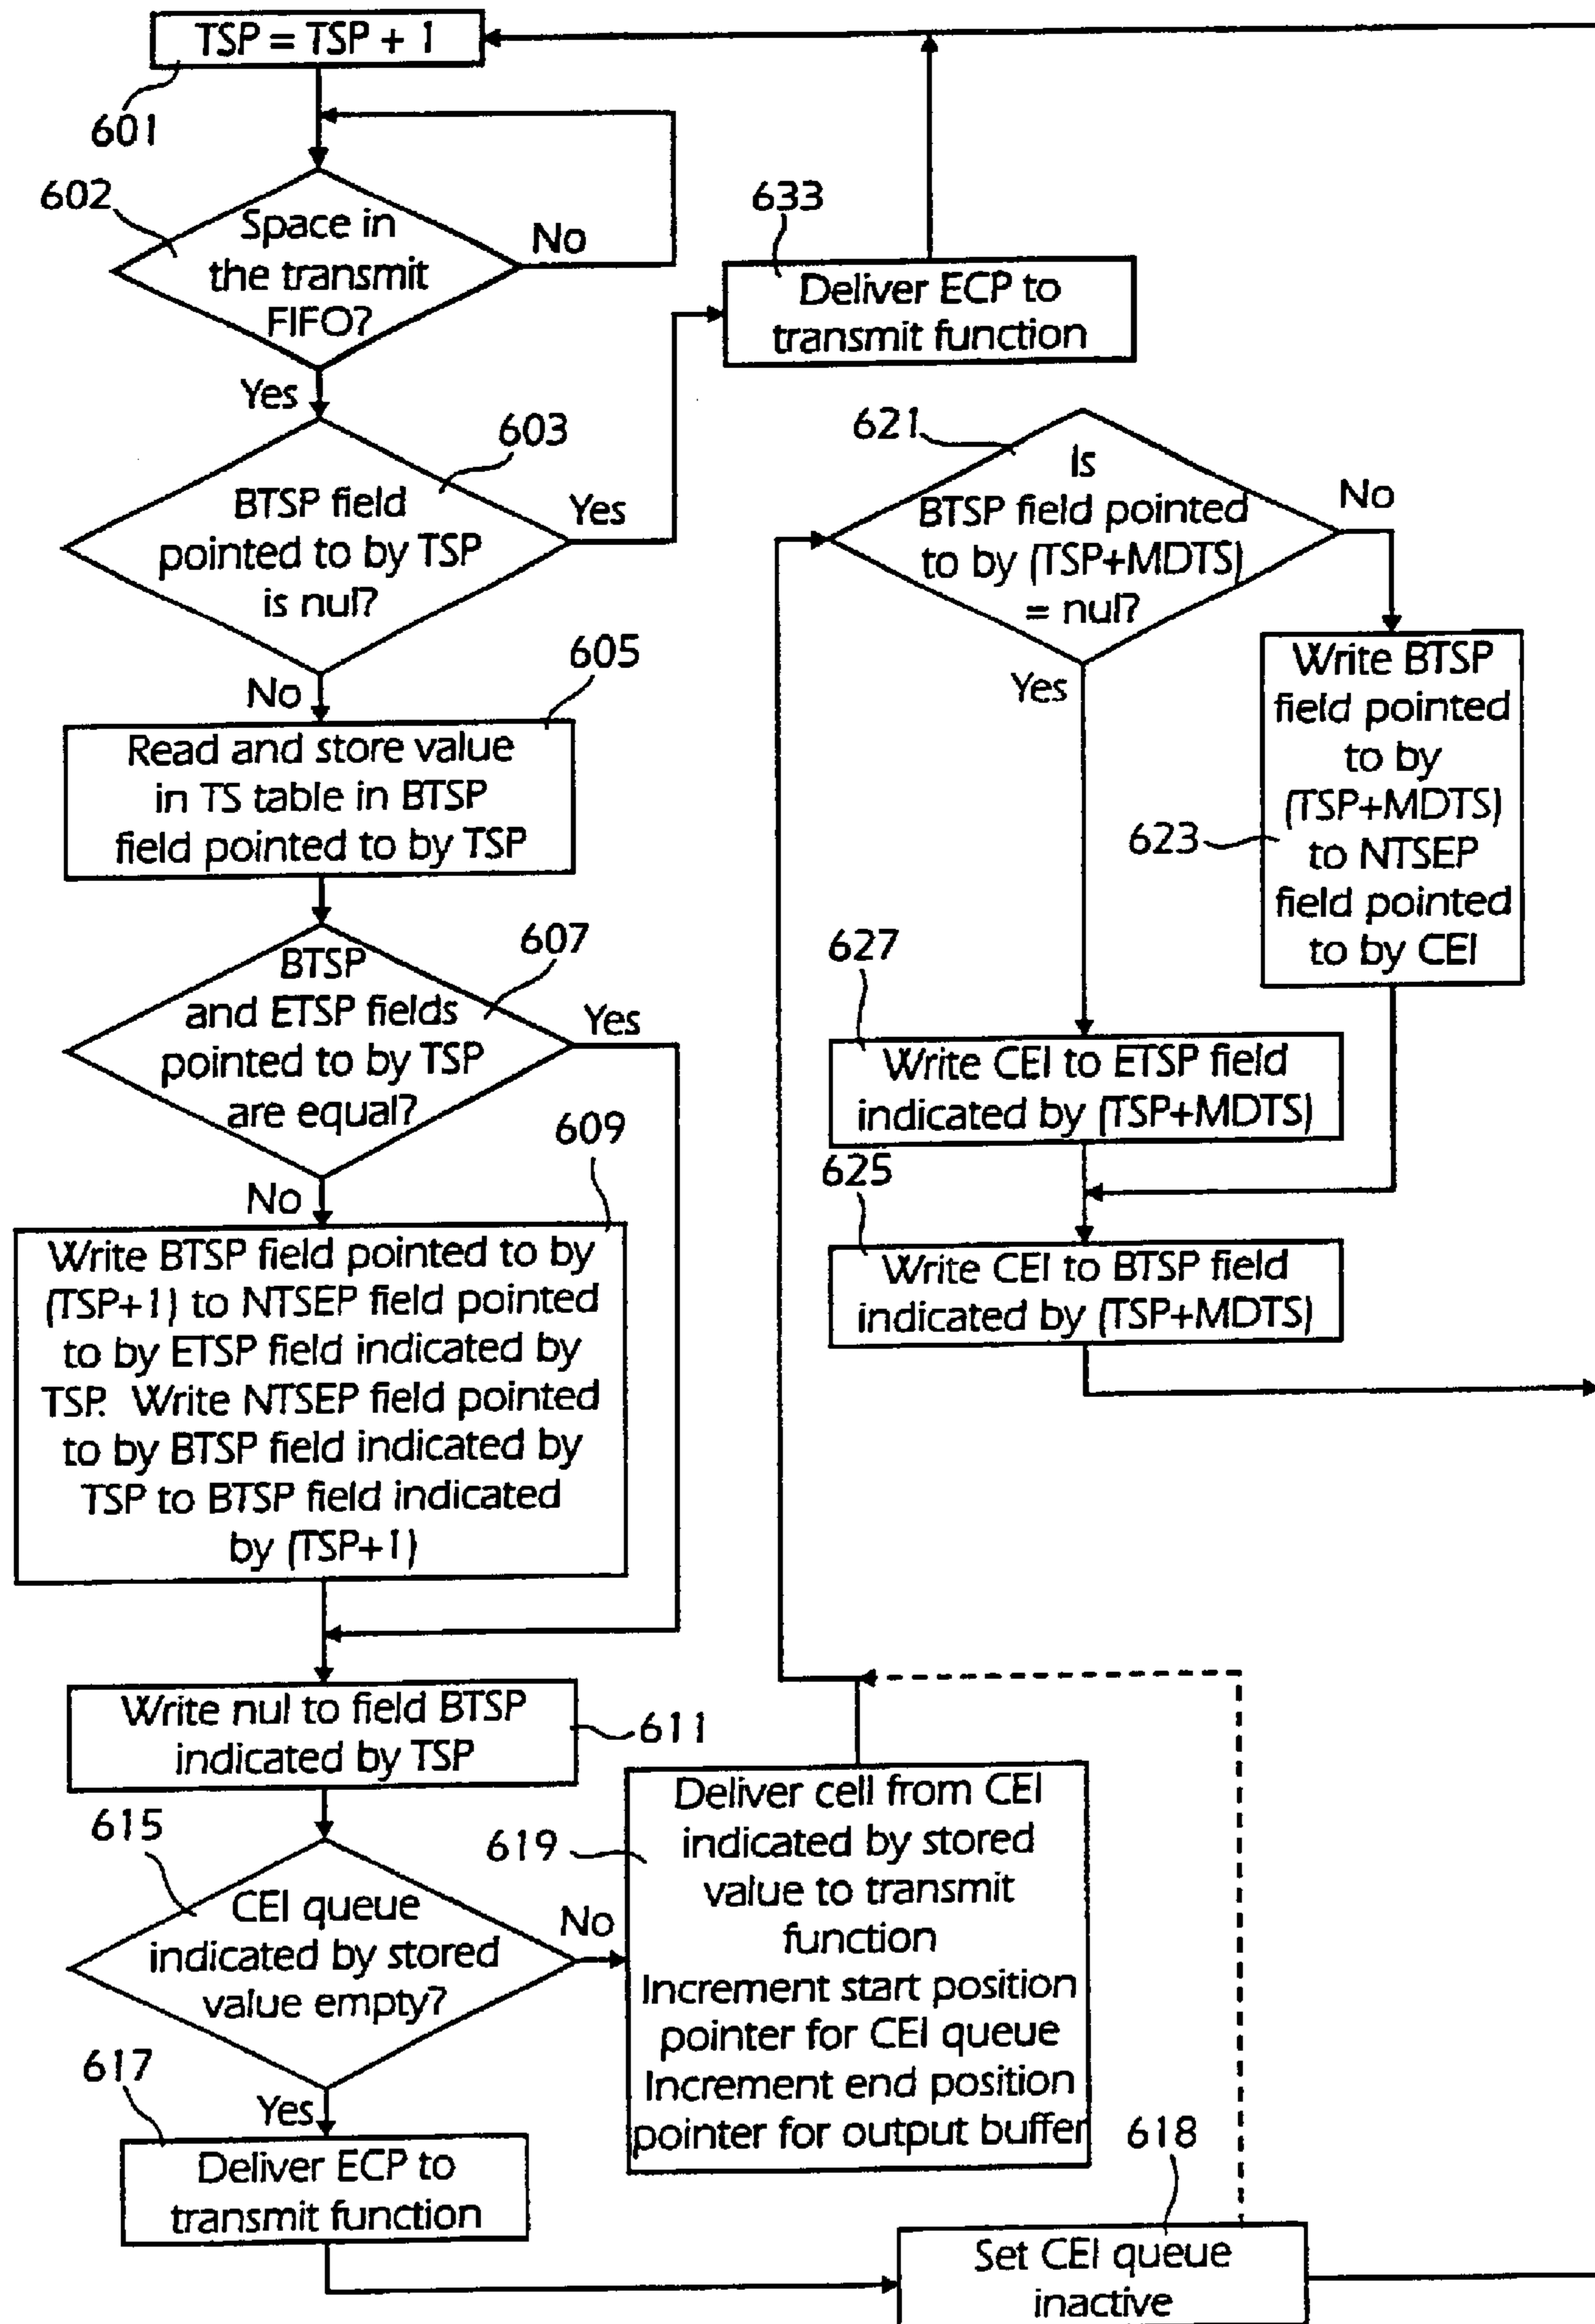 TSP = TSP + 1
601
602
Space in
the transmit
FIFO?
No
Yes
633
Deliver ECP to
transmit function
603
BTSP field
pointed to by TSP
is nul?
Yes
No
605
Read and store value
in TS table in BTSP
field pointed to by TSP
607
BTSP
and ETSP fields
pointed to by TSP
are equal?
Yes
No
609
Write BTSP field pointed to by
(TSP+1) to NTSEP field pointed
to by ETSP field indicated by
TSP. Write NTSEP field pointed
to by BTSP field indicated by
TSP to BTSP field indicated
by (TSP+1)
Write nul to field BTSP
indicated by TSP
611
615
CEI queue
indicated by stored
value empty?
No
Yes
617
Deliver ECP to
transmit function
619
Deliver cell from CEI
indicated by stored
value to transmit
function
Increment start position
pointer for CEI queue
Increment end position
pointer for output buffer
618
Set CEI queue
inactive
621
Is
BTSP field pointed
to by (TSP+MDTS)
= nul?
No
Yes
623
Write BTSP
field pointed
to by
(TSP+MDTS)
to NTSEP
field pointed
to by CEI
627
Write CEI to ETSP field
indicated by (TSP+MDTS)
625
Write CEI to BTSP field
indicated by (TSP+MDTS)